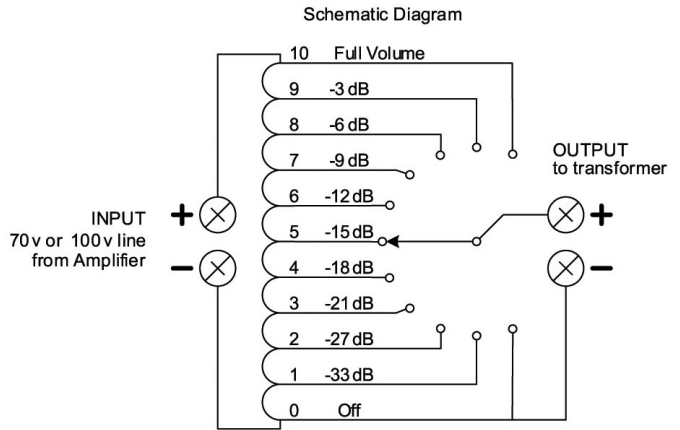 Schematic Diagram
10 Full Volume
9 -3 dB
8 -6 dB
7 -9 dB
6 -12 dB
5 -15 dB
4 -18 dB
3 -21 dB
2 -27 dB
1 -33 dB
0 Off
INPUT
70v or 100v line
from Amplifier
+
−
OUTPUT
to transformer
+
−